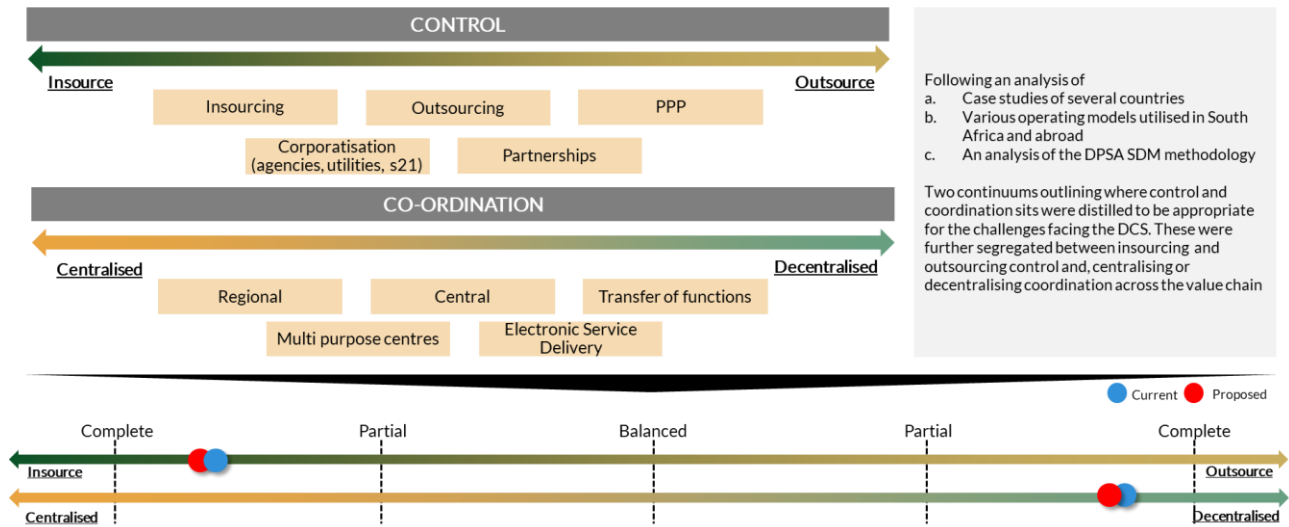 CONTROL
Insource
Outsource
Insourcing
Outsourcing
PPP
Corporatisation
(agencies, utilities, s21)
Partnerships
CO-ORDINATION
Centralised
Decentralised
Regional
Central
Transfer of functions
Multi purpose centres
Electronic Service
Delivery
Following an analysis of
a. Case studies of several countries
b. Various operating models utilised in South
Africa and abroad
c. An analysis of the DPSA SDM methodology
Two continuums outlining where control and
coordination sits were distilled to be appropriate
for the challenges facing the DCS. These were
further segregated between insourcing and
outsourcing control and, centralising or
decentralising coordination across the value chain
Current
Proposed
Complete
Partial
Balanced
Partial
Complete
Insource
Outsource
Centralised
Decentralised